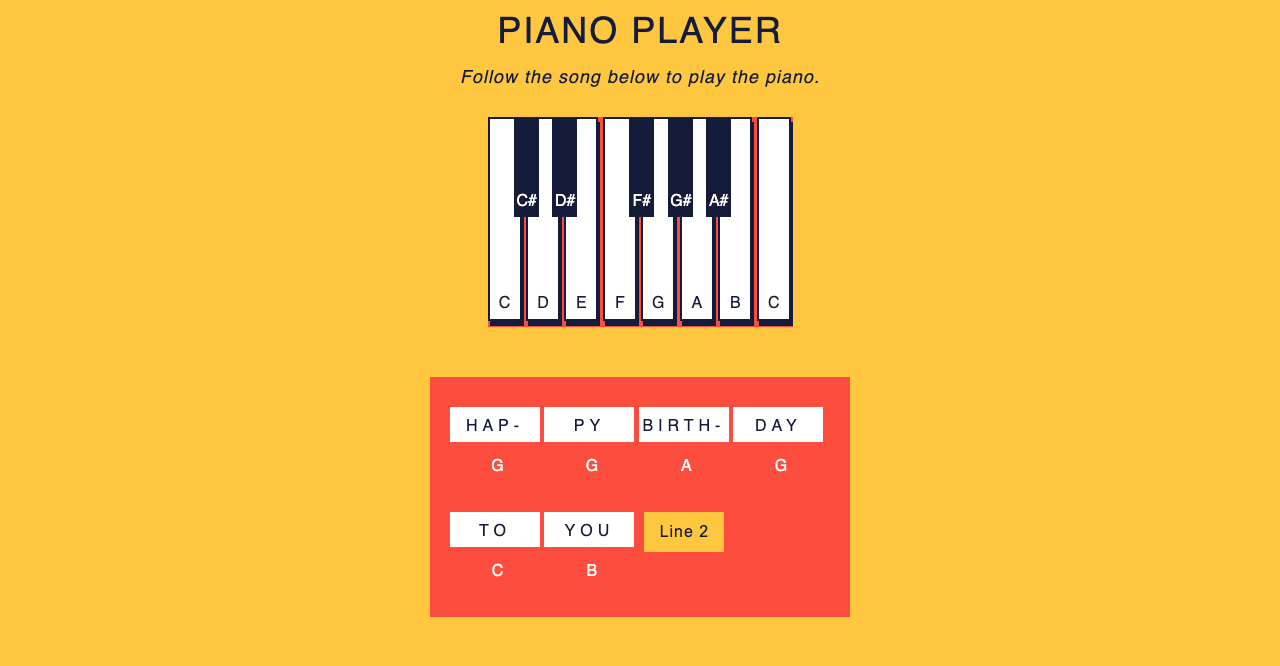 PIANO PLAYER
Follow the song below to play the piano.
C# D# F# G# A#
C D E F G A B C
HAP- PY BIRTH- DAY
G G A G
TO YOU Line 2
C B